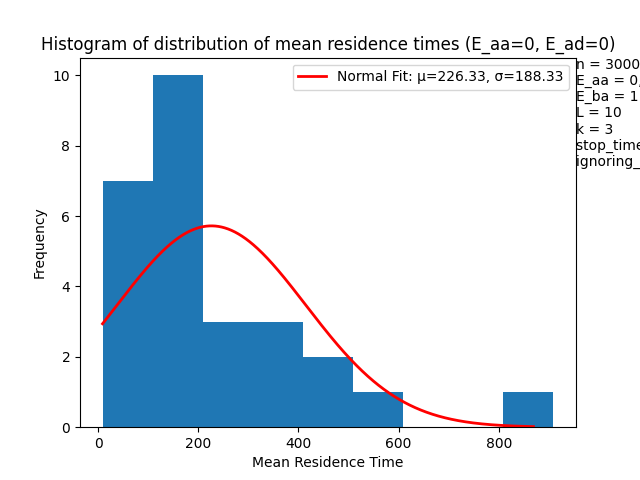 Histogram of distribution of mean residence times (E_aa=0, E_ad=0)
Normal Fit: μ=226.33, σ=188.33
n = 3000
E_aa = 0,
E_ba = 1
L = 10
k = 3
stop_time
ignoring_
Frequency
10
8
6
4
2
0
0 200 400 600 800
Mean Residence Time